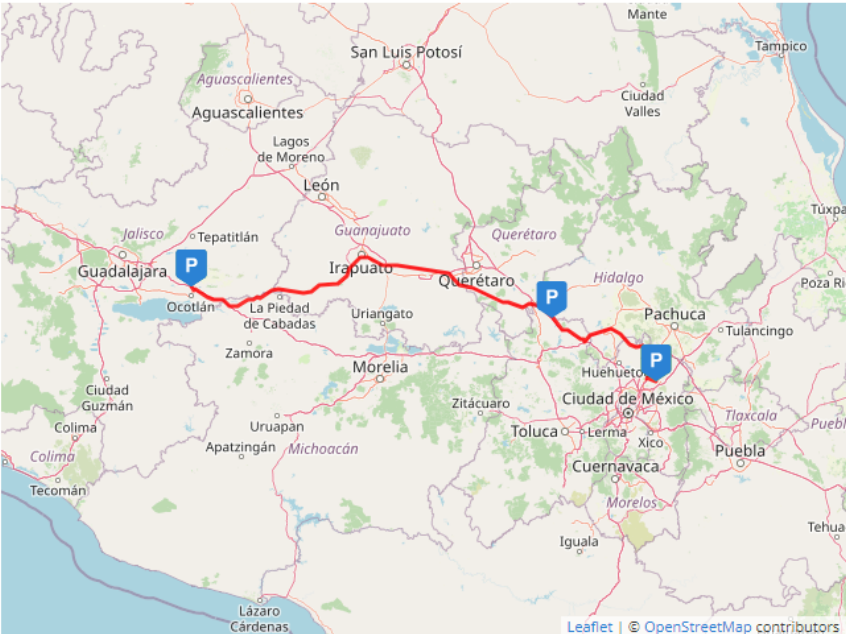 Mante
San Luis Potosí
Tampico
Aguascalientes
Aguascalientes
Ciudad
Valles
Lagos
de Moreno
León
Jalisco
Tepatitlán
Guanajuato
Querétaro
Guadalajara
P
Irapuato
Querétaro
Hidalgo
Ocotlán
P
La Piedad
de Cabadas
Uriangato
Pachuca
Poza Ri
Tulancingo
Zamora
Morelia
Huehueto
P
Ciudad
Guzmán
Zitácuaro
Ciudad de México
Colima
Uruapan
Toluca
Lerma
Xico
Tlaxcala
Puebl
Colima
Apatzingán
Michoacán
Puebla
Cuernavaca
Tecomán
Morelos
Iguala
Tehua
Lázaro
Cárdenas
Leaflet | © OpenStreetMap contributors